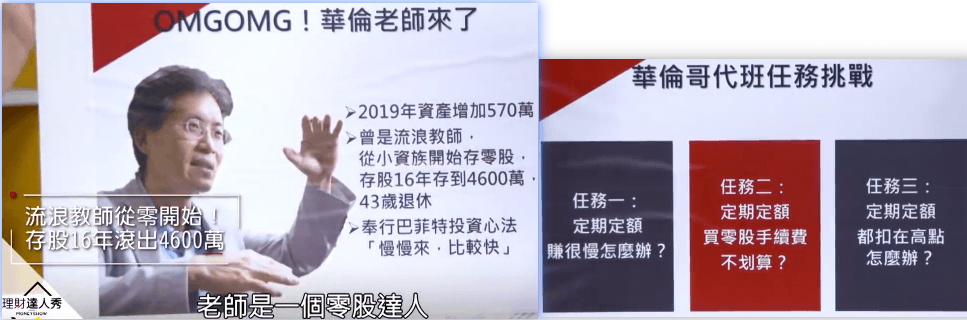 OMGOMG！華倫老師來了
➢2019年資產增加570萬
➢曾是流浪教師，
從小資族開始存零股，
存股16年存到4600萬，
43歲退休
➢奉行巴菲特投資心法
「慢慢來，比較快」
流浪教師從零開始！
存股16年滾出4600萬
理財達人秀
MONEYSHOW
老師是一個零股達人
華倫哥代班任務挑戰
任務一：
定期定額
賺很慢怎麼辦？
任務二：
定期定額
買零股手續費
不划算？
任務三：
定期定額
都扣在高點
怎麼辦？